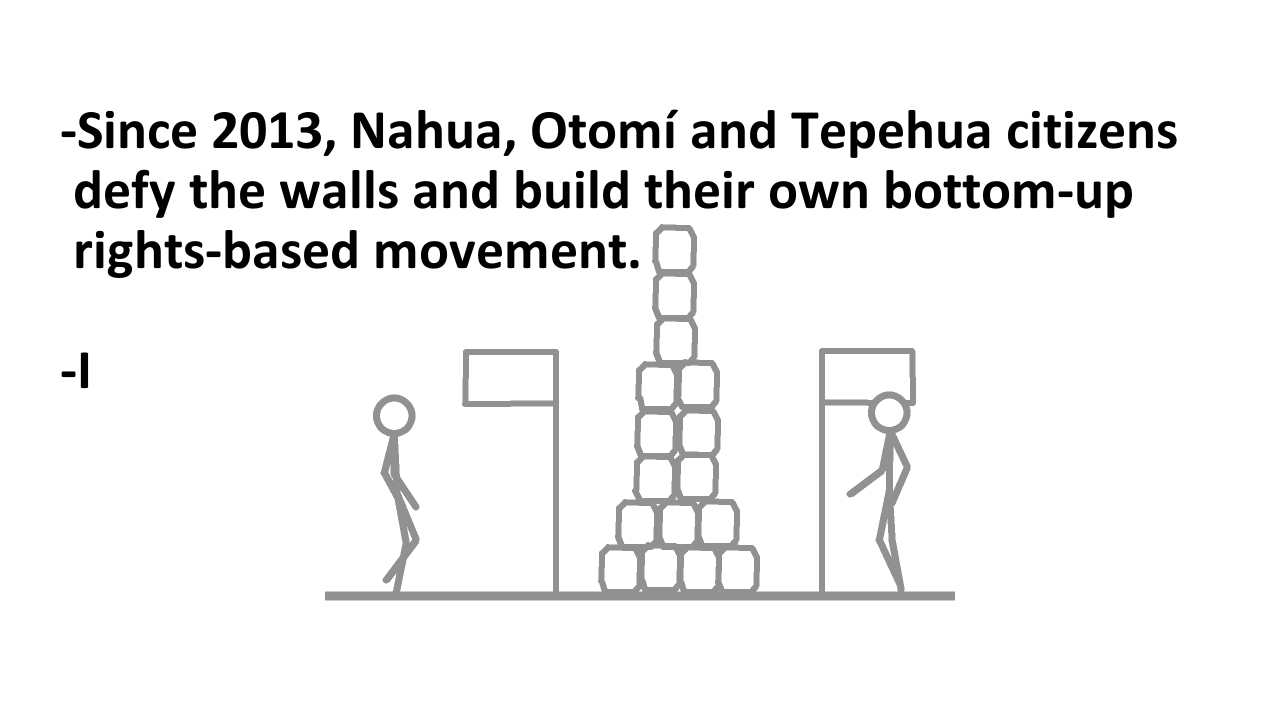 -Since 2013, Nahua, Otomí and Tepehua citizens
defy the walls and build their own bottom-up
rights-based movement.
-I